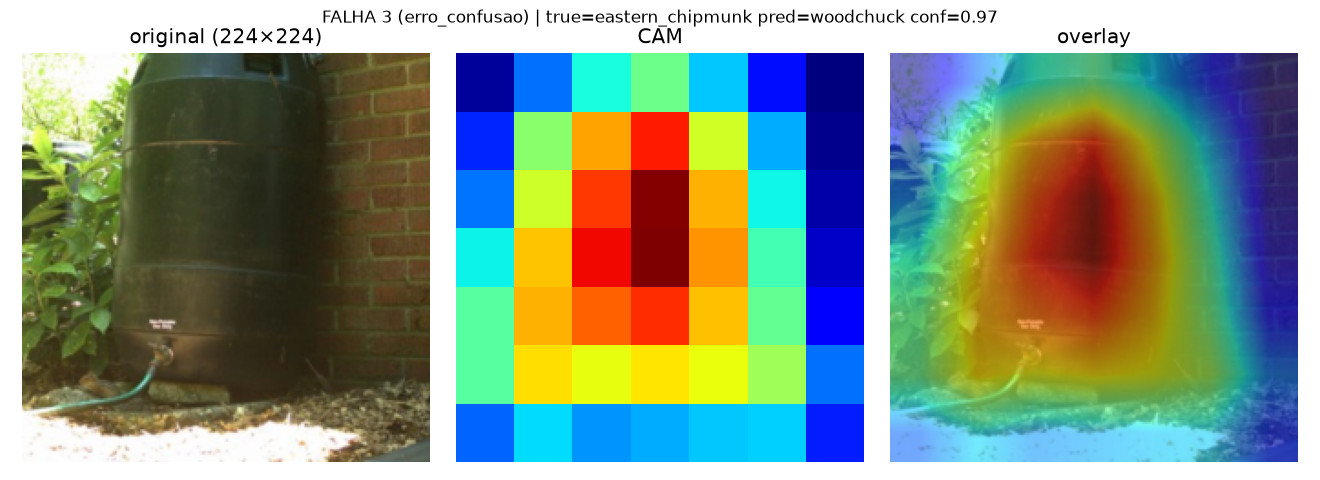 FALHA 3 (erro_confusao) | true=eastern_chipmunk pred=woodchuck conf=0.97
original (224×224)
CAM
overlay